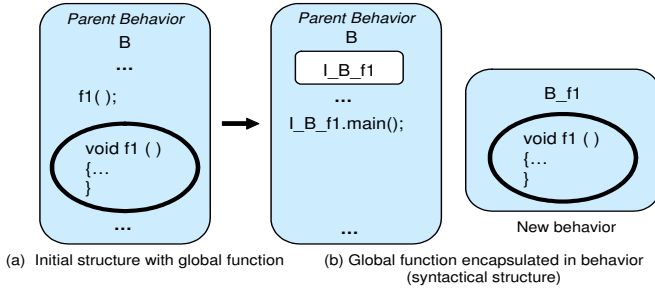 Parent Behavior
B
...
f1( );
void f1 ( )
{...
}
...
Parent Behavior
B
I_B_f1
...
I_B_f1.main();
...
B_f1
void f1 ( )
{...
}
New behavior
(a) Initial structure with global function
(b) Global function encapsulated in behavior
(syntactical structure)